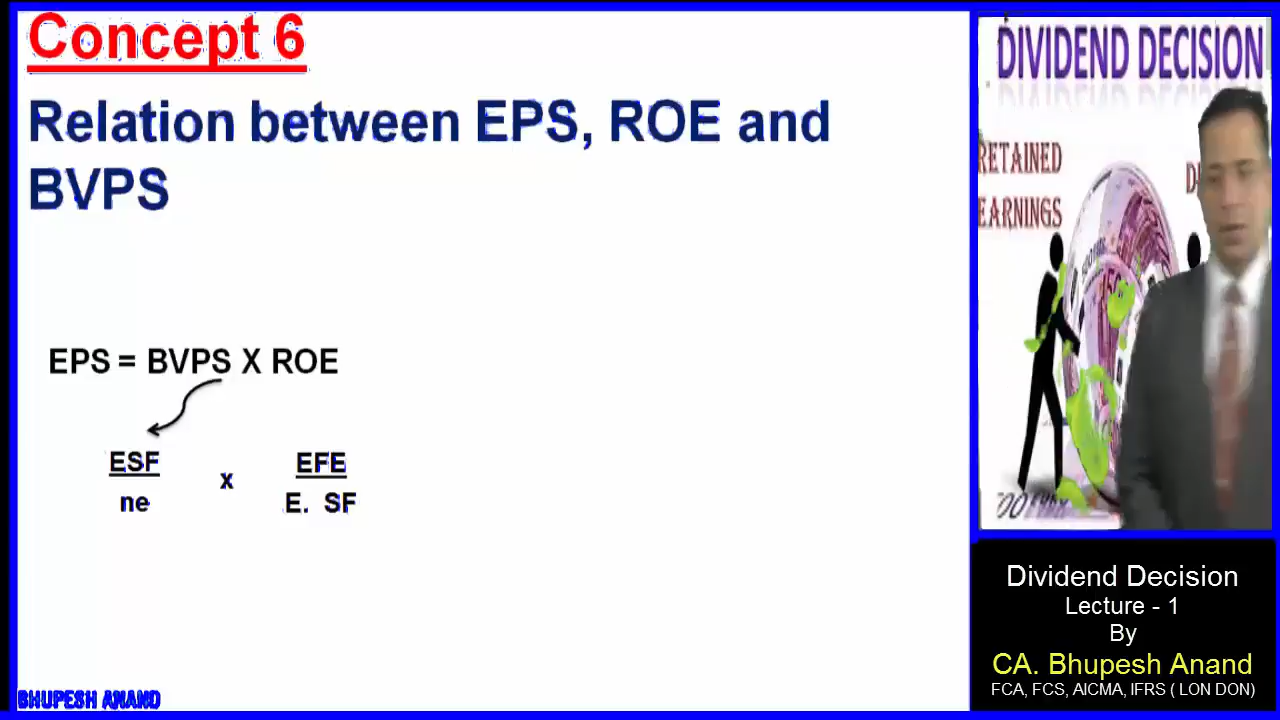 Concept 6
Relation between EPS, ROE and
BVPS
EPS = BVPS X ROE
ESF x EFE
ne E. SF
BHUPESH ANAND
DIVIDEND DECISION
RETAINED
EARNINGS
Dividend Decision
Lecture - 1
By
CA. Bhupesh Anand
FCA, FCS, AICMA, IFRS ( LON DON)